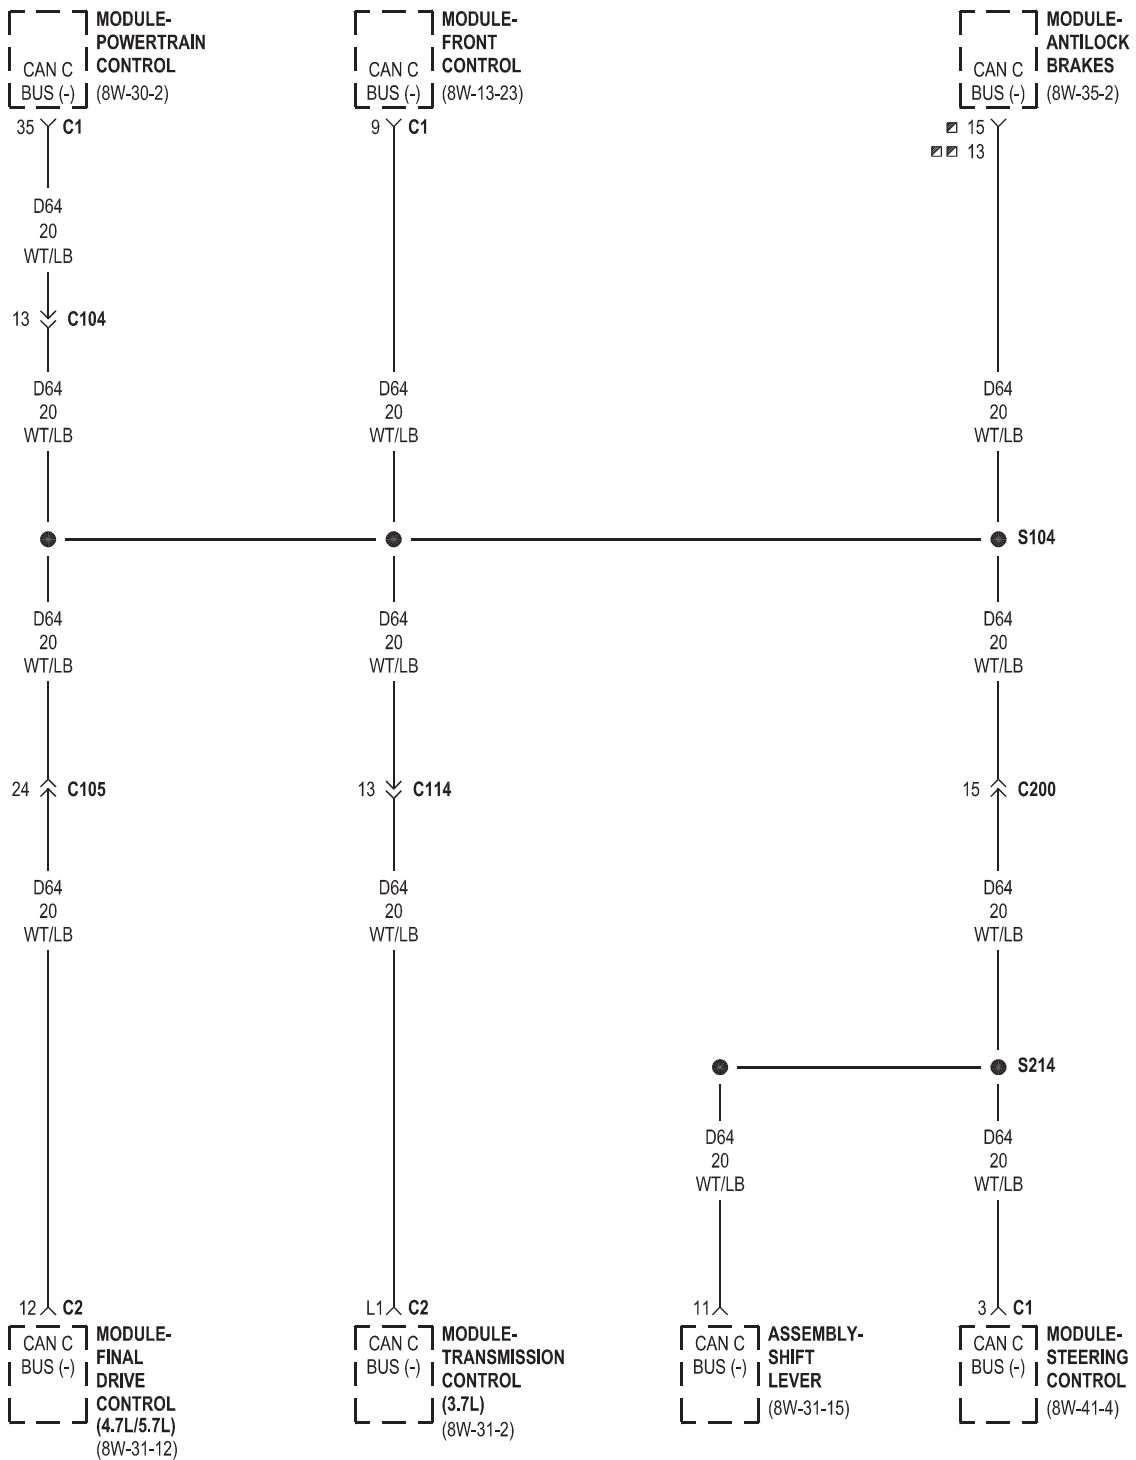 MODULE-
POWERTRAIN
CONTROL
(8W-30-2)
CAN C
BUS (-)
35 C1
MODULE-
FRONT
CONTROL
(8W-13-23)
CAN C
BUS (-)
9 C1
MODULE-
ANTILOCK
BRAKES
(8W-35-2)
CAN C
BUS (-)
15
13
D64
20
WT/LB
13 C104
D64
20
WT/LB
D64
20
WT/LB
D64
20
WT/LB
S104
D64
20
WT/LB
D64
20
WT/LB
D64
20
WT/LB
24 C105
13 C114
15 C200
D64
20
WT/LB
D64
20
WT/LB
D64
20
WT/LB
S214
D64
20
WT/LB
D64
20
WT/LB
12 C2
CAN C
BUS (-)
MODULE-
FINAL
DRIVE
CONTROL
(4.7L/5.7L)
(8W-31-12)
L1 C2
CAN C
BUS (-)
MODULE-
TRANSMISSION
CONTROL
(3.7L)
(8W-31-2)
11
CAN C
BUS (-)
ASSEMBLY-
SHIFT
LEVER
(8W-31-15)
3 C1
CAN C
BUS (-)
MODULE-
STEERING
CONTROL
(8W-41-4)